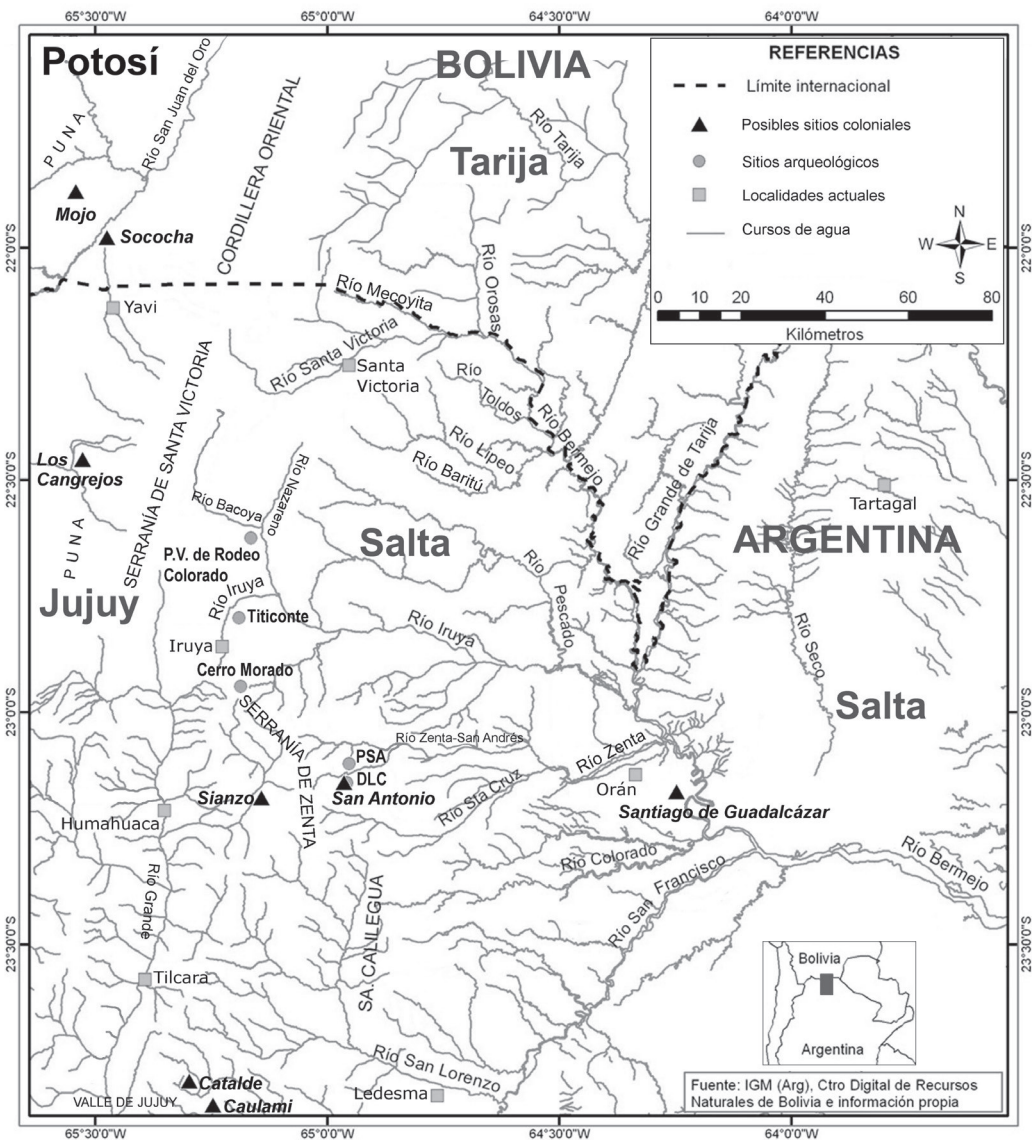 65°30'0"W
65°00'0"W
64°30'0"W
64°00'0"W
Potosí
BOLIVIA
REFERENCIAS
Límite internacional
Posibles sitios coloniales
Sitios arqueológicos
Localidades actuales
Cursos de agua
N
W
E
S
0 10 20 40 60 80
Kilómetros
PUNA
Río San Juan del Oro
CORDILLERA ORIENTAL
Río Tarija
Tarija
Mojo
Sococha
22°0'0"S
22°0'0"S
Río Orosas
Río Mecoyita
Yavi
Río Santa Victoria
Santa
Victoria
Río
Toldos
Río Bermejo
SERRANÍA DE SANTA VICTORIA
Río Lipeo
Río Baritú
Río Grande de Tarija
Los
Cangrejos
22°30'0"S
22°30'0"S
Río Nazareno
Río Bacoya
Tartagal
PUNA
P.V. de Rodeo
Colorado
Salta
ARGENTINA
Río
Pescado
Jujuy
Río Iruya
Titiconte
Río Iruya
Iruya
Río Seco
Cerro Morado
23°0'0"S
23°0'0"S
Salta
SERRANÍA DE ZENTA
Río Zenta-San Andrés
PSA
DLC
San Antonio
Río Zenta
Río Sta Cruz
Orán
Sianzo
Santiago de Guadalcázar
Humahuaca
Río Colorado
Río San Francisco
Río Bermejo
Río Grande
SA. CALILEGUA
23°30'0"S
23°30'0"S
Tilcara
Bolivia
Argentina
Río San Lorenzo
Ledesma
Catalde
Caulami
VALLE DE JUJUY
Fuente: IGM (Arg), Ctro Digital de Recursos
Naturales de Bolivia e información propia
65°30'0"W
65°00'0"W
64°30'0"W
64°00'0"W